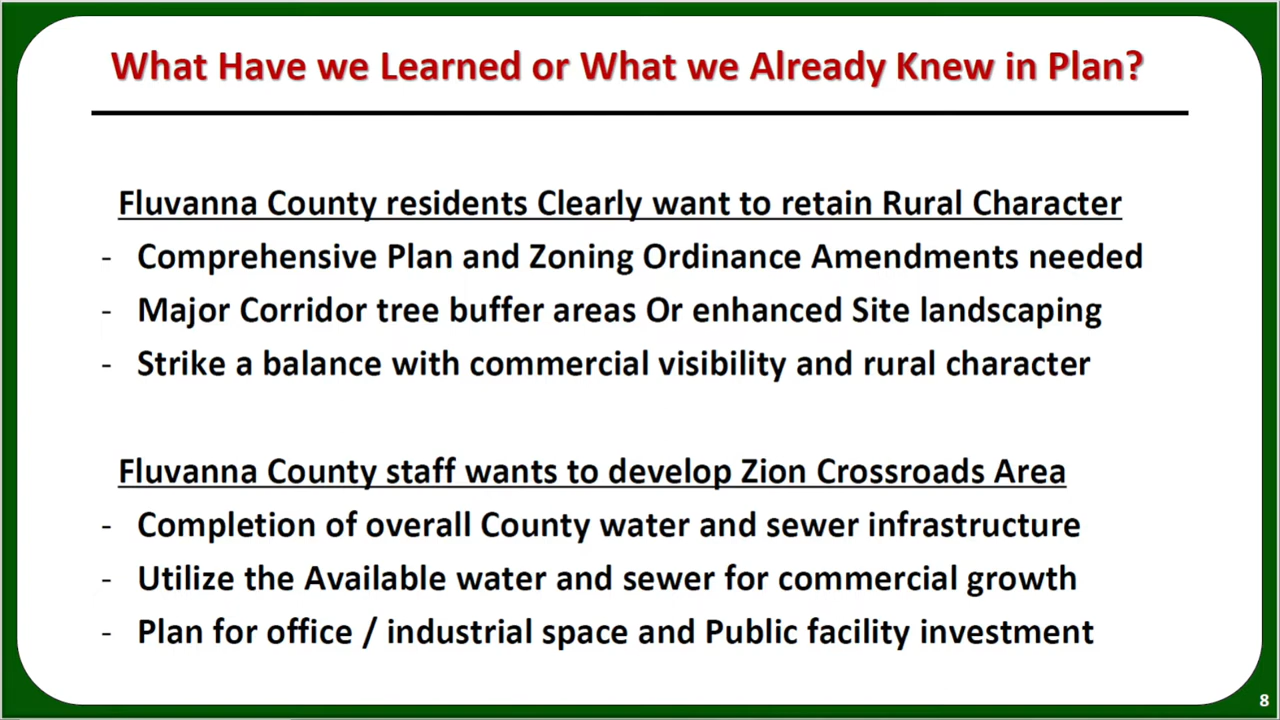 What Have we Learned or What we Already Knew in Plan?
Fluvanna County residents Clearly want to retain Rural Character
- Comprehensive Plan and Zoning Ordinance Amendments needed
- Major Corridor tree buffer areas Or enhanced Site landscaping
- Strike a balance with commercial visibility and rural character
Fluvanna County staff wants to develop Zion Crossroads Area
- Completion of overall County water and sewer infrastructure
- Utilize the Available water and sewer for commercial growth
- Plan for office / industrial space and Public facility investment
8